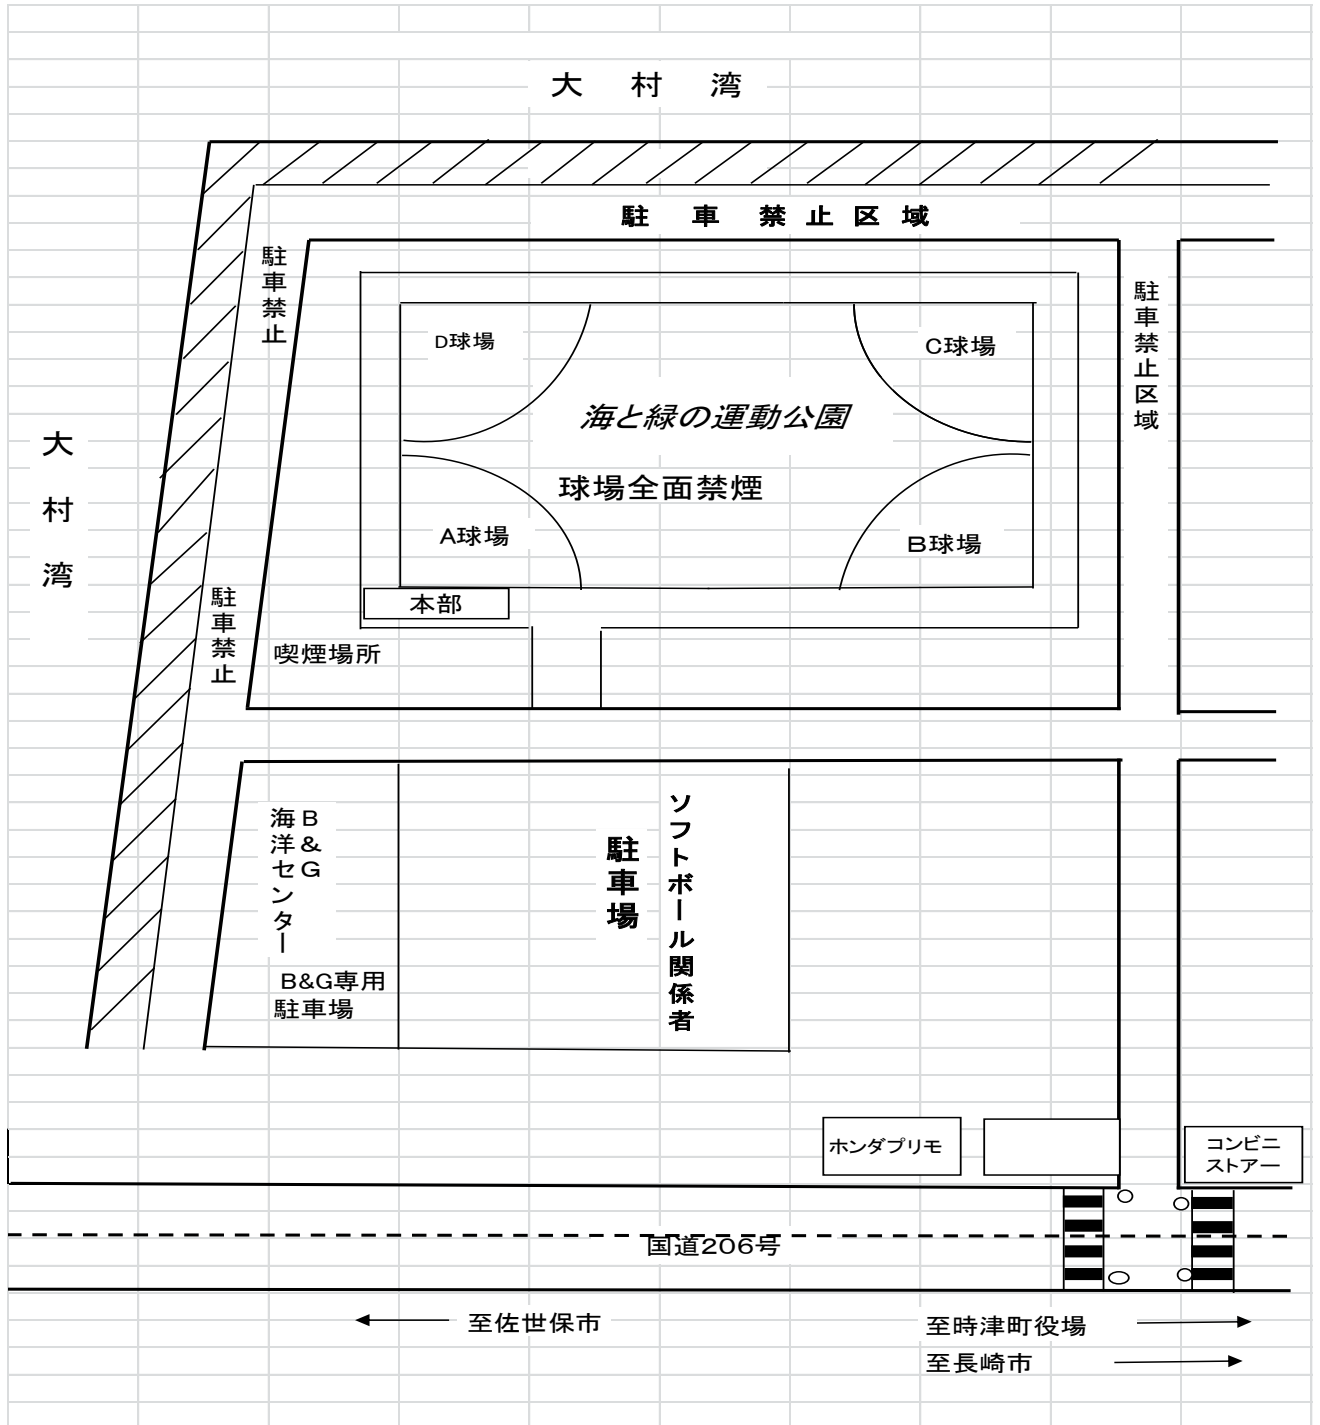 大 村 湾
駐 車 禁 止 区 域
駐車禁止
駐車禁止区域
D球場
C球場
海と緑の運動公園
大村湾
球場全面禁煙
A球場
B球場
本部
駐車禁止
喫煙場所
B&G
海洋センター
ソフトボール関係者
駐車場
B&G専用
駐車場
ホンダプリモ
コンビニ
ストアー
国道206号
至佐世保市
至時津町役場
至長崎市